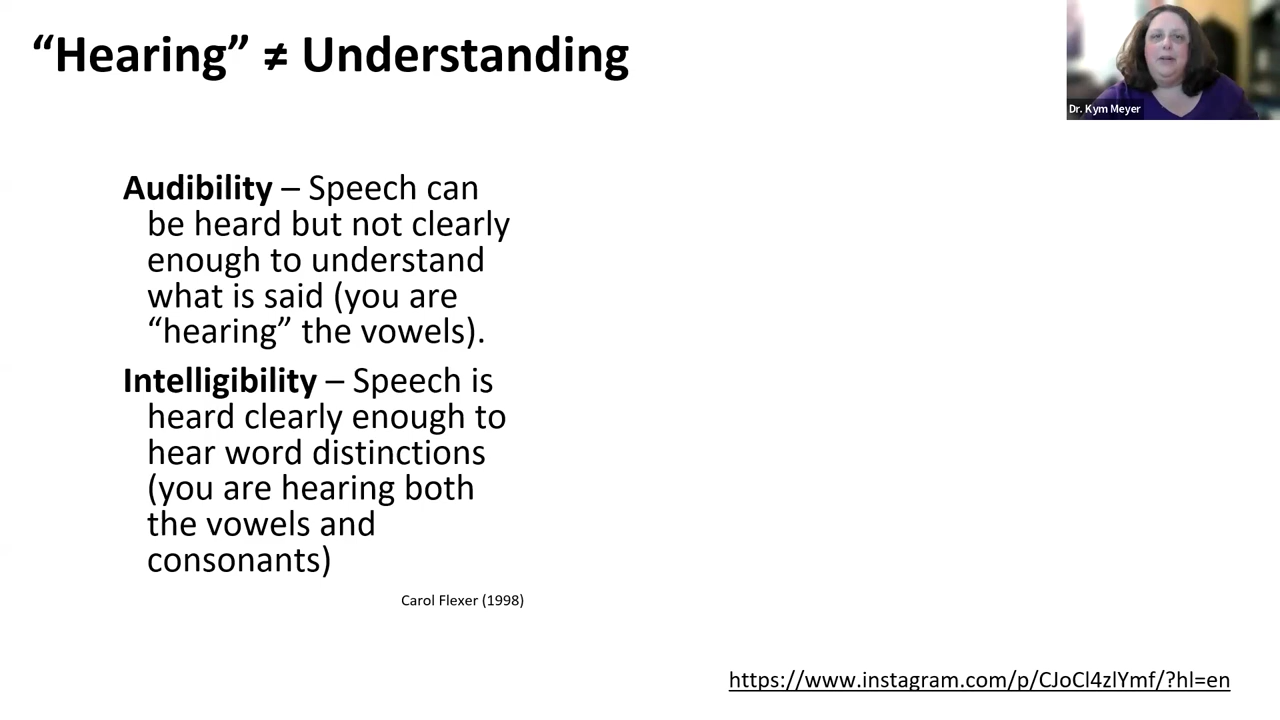 “Hearing” ≠ Understanding
Dr. Kym Meyer
Audibility – Speech can
be heard but not clearly
enough to understand
what is said (you are
“hearing” the vowels).
Intelligibility – Speech is
heard clearly enough to
hear word distinctions
(you are hearing both
the vowels and
consonants)
Carol Flexer (1998)
https://www.instagram.com/p/CJoCl4zlYmf/?hl=en